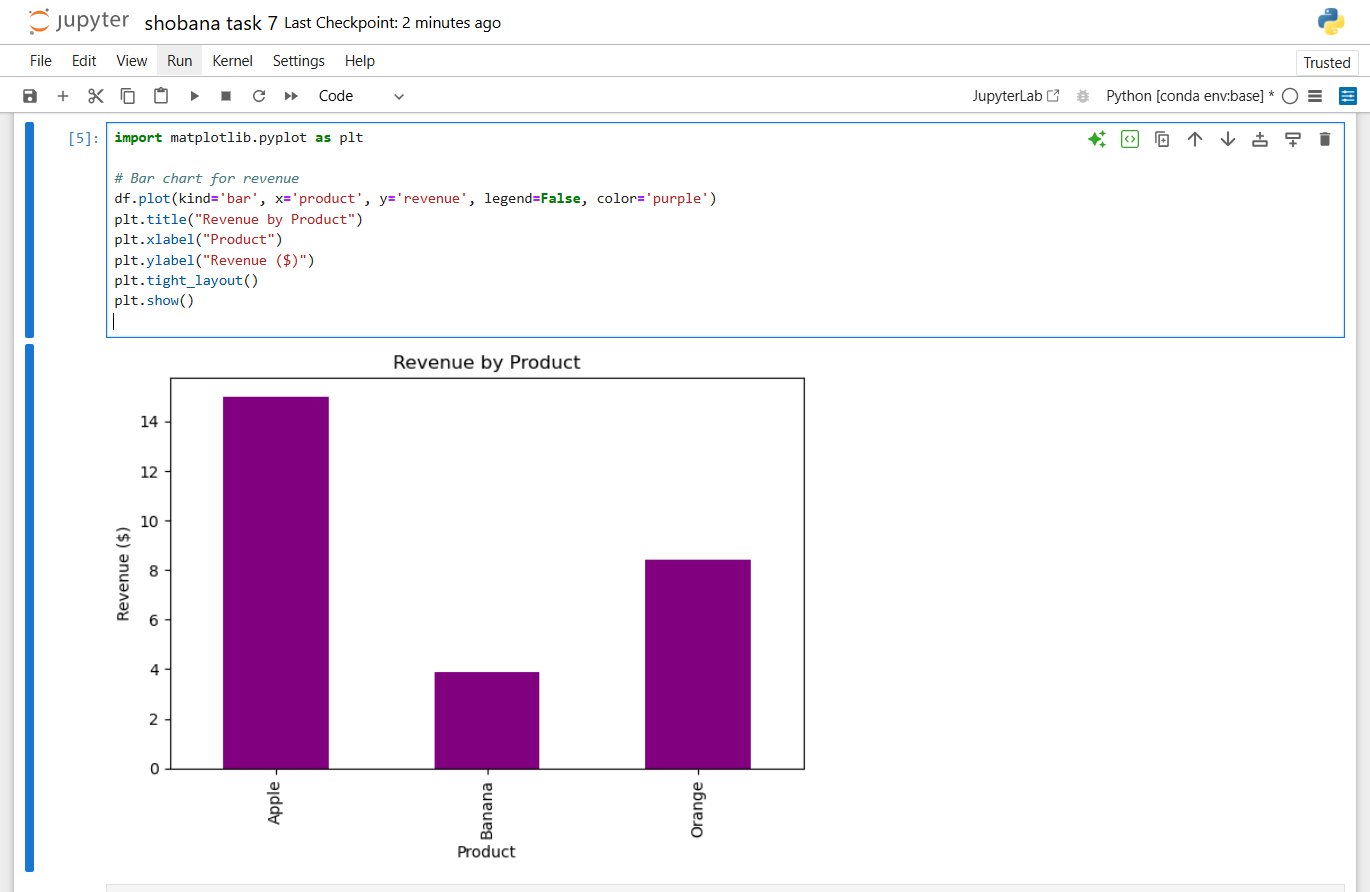 jupyter shobana task 7 Last Checkpoint: 2 minutes ago
File Edit View Run Kernel Settings Help
Trusted
Code
JupyterLab
Python [conda env:base] *
[5]:
import matplotlib.pyplot as plt
# Bar chart for revenue
df.plot(kind='bar', x='product', y='revenue', legend=False, color='purple')
plt.title("Revenue by Product")
plt.xlabel("Product")
plt.ylabel("Revenue ($)")
plt.tight_layout()
plt.show()
Revenue by Product
Revenue ($)
14
12
10
8
6
4
2
0
Apple
Banana
Orange
Product